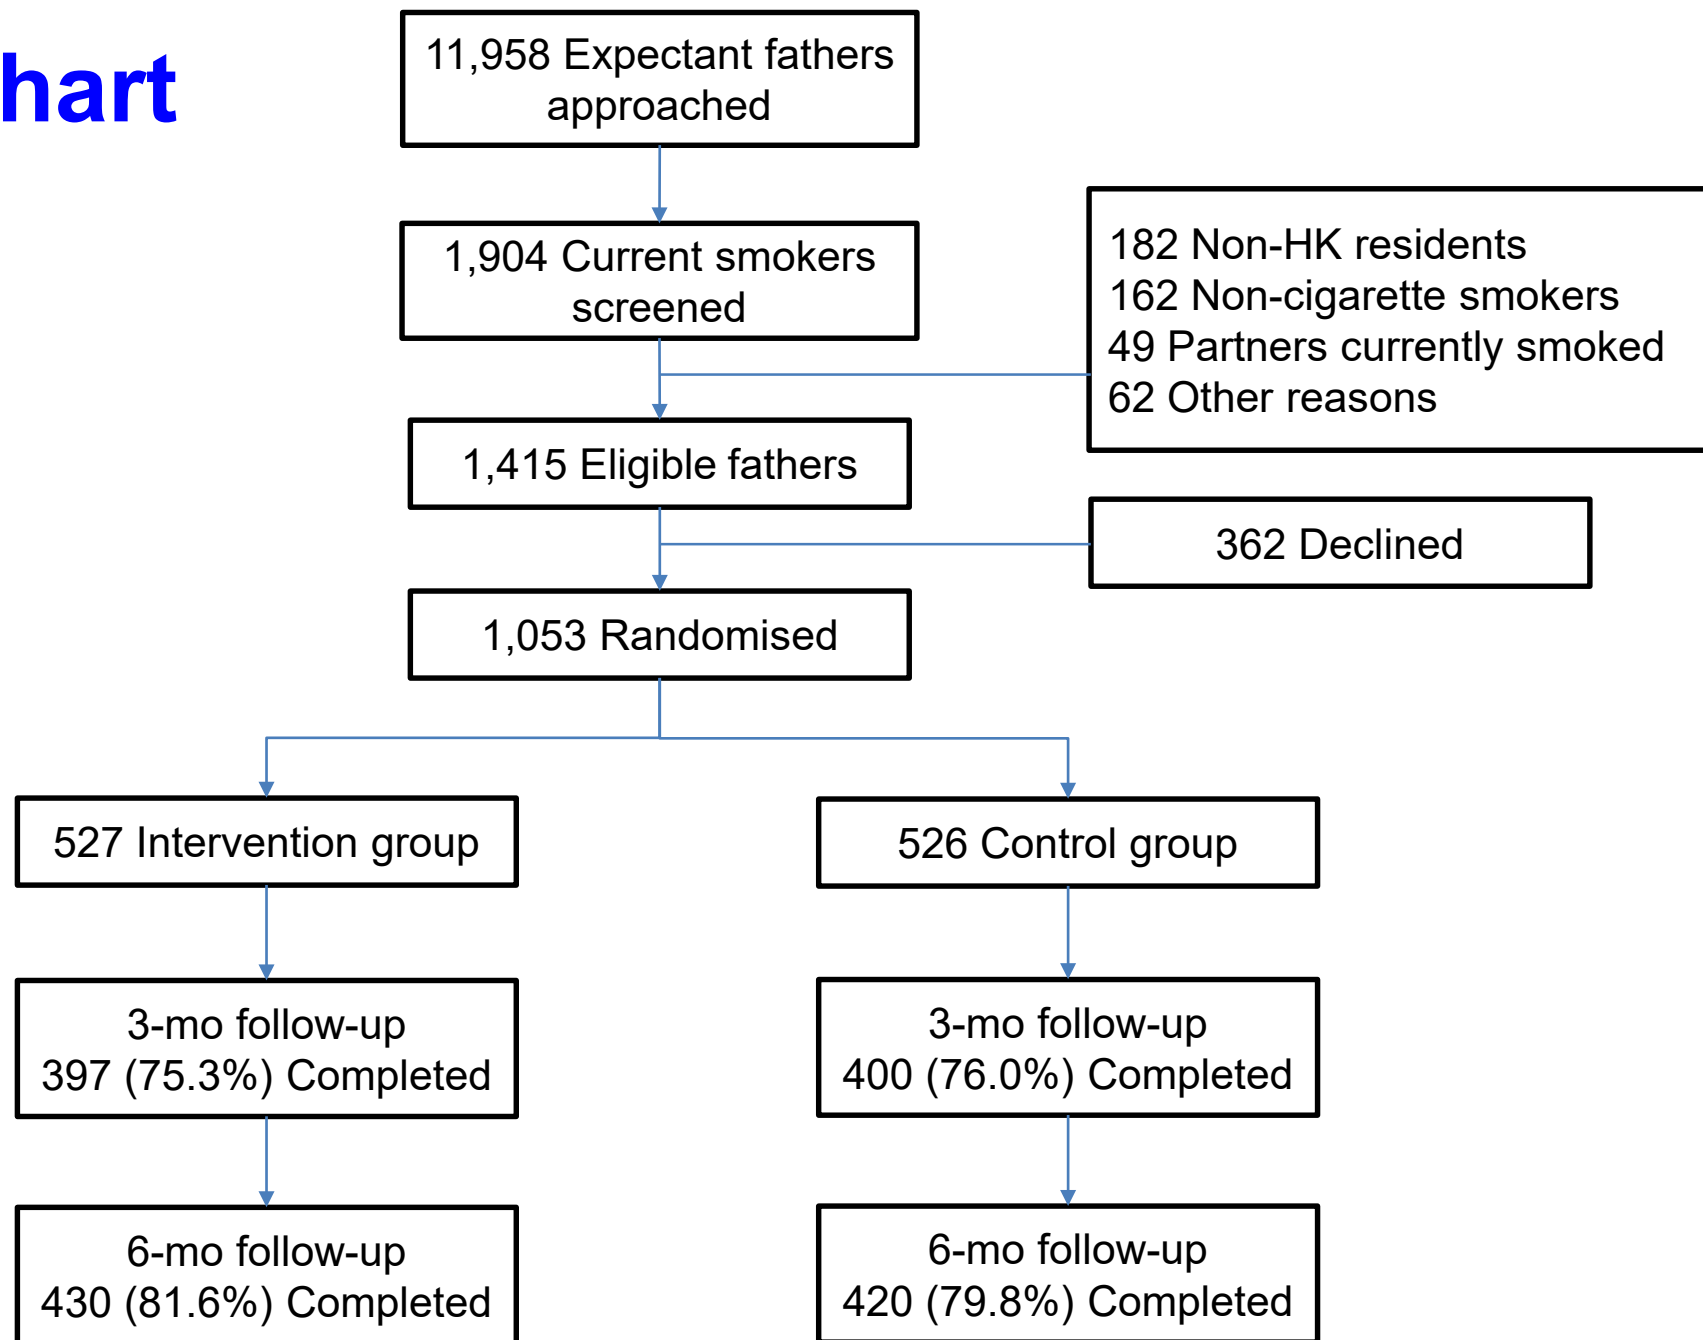 hart
11,958 Expectant fathers
approached
1,904 Current smokers
screened
182 Non-HK residents
162 Non-cigarette smokers
49 Partners currently smoked
62 Other reasons
1,415 Eligible fathers
362 Declined
1,053 Randomised
527 Intervention group
526 Control group
3-mo follow-up
397 (75.3%) Completed
3-mo follow-up
400 (76.0%) Completed
6-mo follow-up
430 (81.6%) Completed
6-mo follow-up
420 (79.8%) Completed